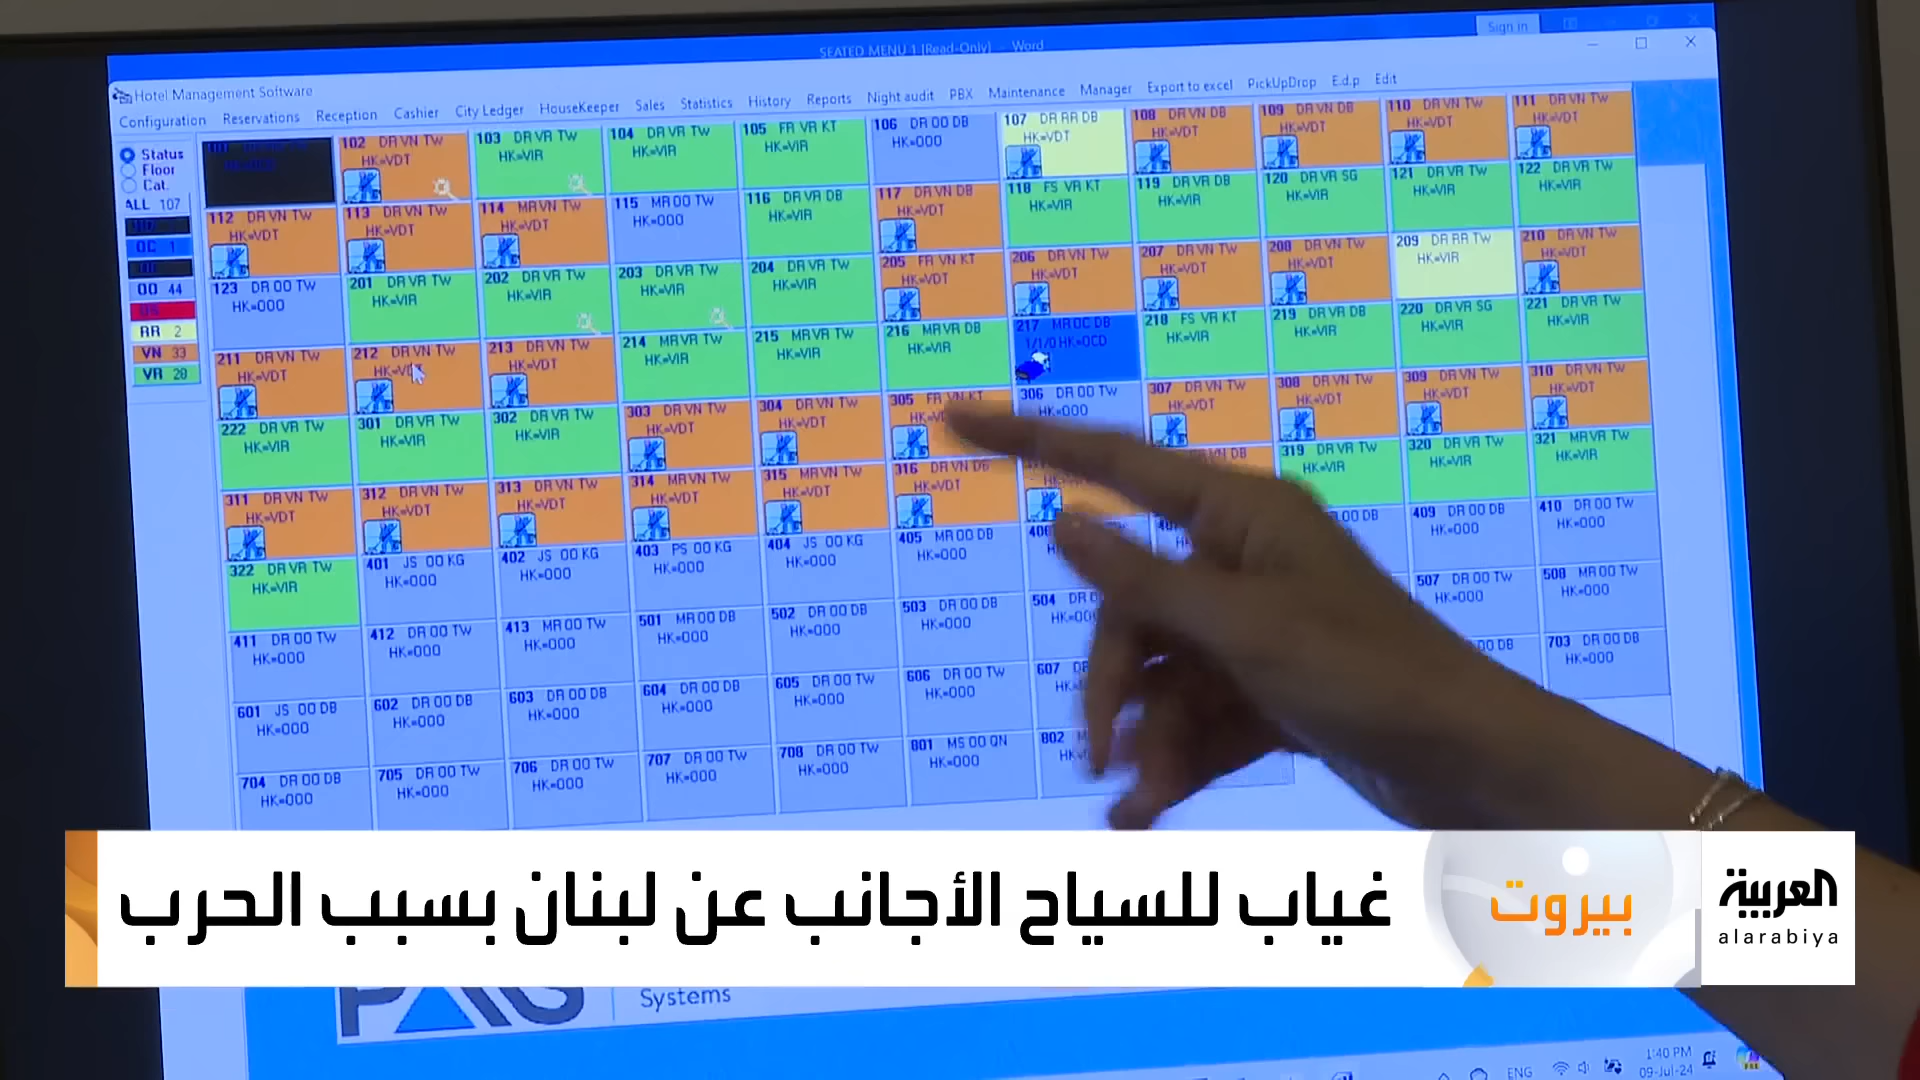 SEATED MENU 1 [Read-Only] - Word
Sign in
Hotel Management Software
Configuration Reservations Reception Cashier City Ledger HouseKeeper Sales Statistics History Reports Night audit PBX Maintenance Manager Export to excel PickUpDrop E.d.p Edit
Status
Floor
Cat.
ALL 107
OC 1
OO 44
RR 2
VN 33
VR 28
102 DR VN TW HK=VDT
103 DR VR TW HK=VIR
104 DR VR TW HK=VIR
105 FR VR KT HK=VIR
106 DR OO DB HK=OOO
107 DR RR DB HK=VDT
108 DR VN DB HK=VDT
109 DR VN DB HK=VDT
110 DR VN TW HK=VDT
111 DR VN TW HK=VDT
112 DR VN TW HK=VDT
113 DR VN TW HK=VDT
114 MR VN TW HK=VDT
115 MR OO TW HK=OOO
116 DR VR DB HK=VIR
117 DR VN DB HK=VDT
118 FS VR KT HK=VIR
119 DR VR DB HK=VIR
120 DR VR SG HK=VIR
121 DR VR TW HK=VIR
122 DR VR TW HK=VIR
123 DR OO TW HK=OOO
201 DR VR TW HK=VIR
202 DR VR TW HK=VIR
203 DR VR TW HK=VIR
204 DR VR TW HK=VIR
205 FR VN KT HK=VDT
206 DR VN TW HK=VDT
207 DR VN TW HK=VDT
208 DR VN TW HK=VDT
209 DR RR TW HK=VIR
210 DR VN TW HK=VDT
211 DR VN TW HK=VDT
212 DR VN TW
213 DR VN TW HK=VDT
214 MR VR TW HK=VIR
215 MR VR TW HK=VIR
216 MR VR DB HK=VIR
217 MR OC DB 1/1/0 HK=OCD
218 FS VR KT HK=VIR
219 DR VR DB HK=VIR
220 DR VR SG HK=VIR
221 DR VR TW HK=VIR
222 DR VR TW HK=VIR
301 DR VR TW HK=VIR
302 DR VR TW HK=VIR
303 DR VN TW HK=VDT
304 DR VN TW HK=VDT
305 FR VN KT
306 DR OO TW HK=OOO
307 DR VN TW HK=VDT
308 DR VN TW HK=VDT
309 DR VN TW HK=VDT
310 DR VN TW HK=VDT
311 DR VN TW HK=VDT
312 DR VN TW HK=VDT
313 DR VN TW HK=VDT
314 MR VN TW HK=VDT
315 MR VN TW HK=VDT
316 DR VN DB HK=VDT
VN DB
319 DR VR TW HK=VIR
320 DR VR TW HK=VIR
321 MR VR TW HK=VIR
322 DR VR TW HK=VIR
401 JS OO KG HK=OOO
402 JS OO KG HK=OOO
403 PS OO KG HK=OOO
404 JS OO KG HK=OOO
405 MR OO DB HK=OOO
OO DB
409 DR OO DB HK=OOO
410 DR OO TW HK=OOO
411 DR OO TW HK=OOO
412 DR OO TW HK=OOO
413 MR OO TW HK=OOO
501 MR OO DB HK=OOO
502 DR OO DB HK=OOO
503 DR OO DB HK=OOO
504
507 DR OO TW HK=OOO
508 MR OO TW HK=OOO
601 JS OO DB HK=OOO
602 DR OO DB HK=OOO
603 DR OO DB HK=OOO
604 DR OO DB HK=OOO
605 DR OO TW HK=OOO
606 DR OO TW HK=OOO
607
OO DB
703 DR OO DB HK=OOO
704 DR OO DB HK=OOO
705 DR OO TW HK=OOO
706 DR OO TW HK=OOO
707 DR OO TW HK=OOO
708 DR OO TW HK=OOO
801 MS OO QN HK=OOO
802
العربية
alarabiya
بيروت
غياب للسياح الأجانب عن لبنان بسبب الحرب
Systems
ENG
1:40 PM
09-Jul-24